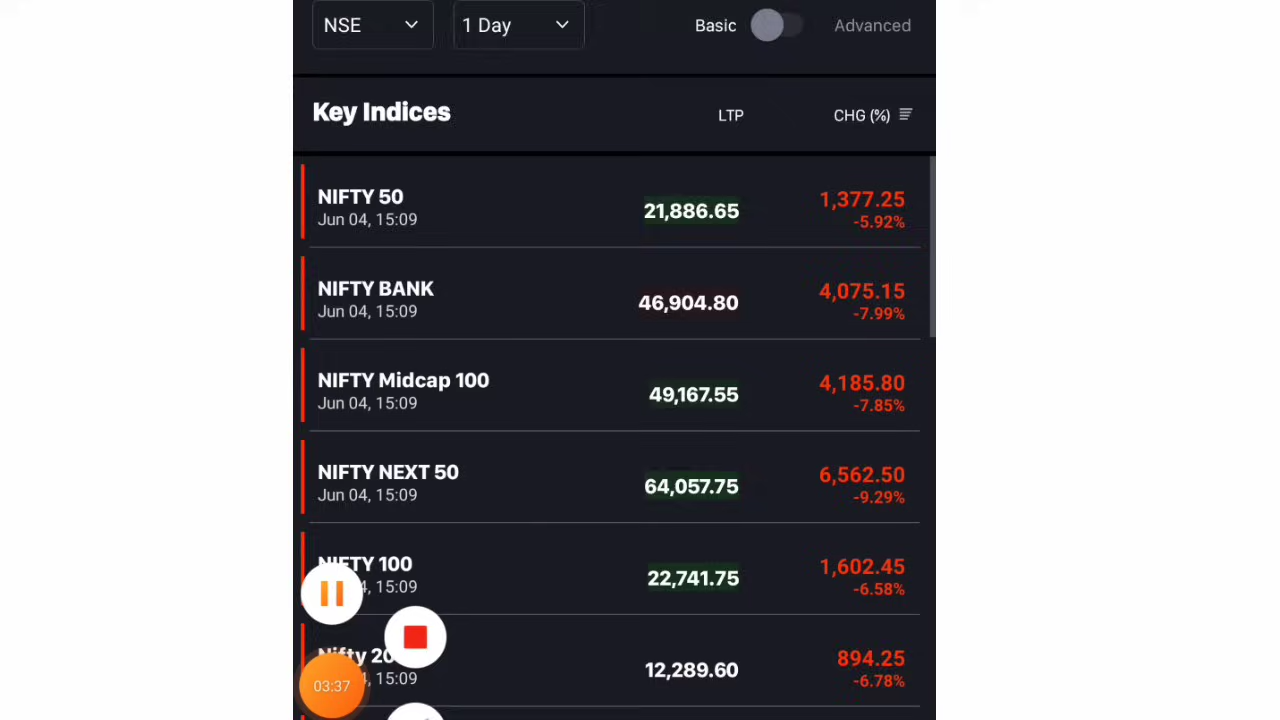 NSE 1 Day Basic Advanced
Key Indices LTP CHG (%)
NIFTY 50 21,886.65 1,377.25
Jun 04, 15:09 -5.92%
NIFTY BANK 46,904.80 4,075.15
Jun 04, 15:09 -7.99%
NIFTY Midcap 100 49,167.55 4,185.80
Jun 04, 15:09 -7.85%
NIFTY NEXT 50 64,057.75 6,562.50
Jun 04, 15:09 -9.29%
NIFTY 100 22,741.75 1,602.45
4, 15:09 -6.58%
Nifty 20 12,289.60 894.25
03:37 4, 15:09 -6.78%